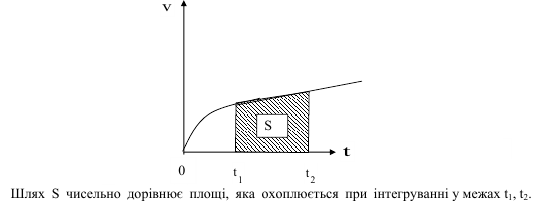 v
S
t
0 t1 t2
Шлях S чисельно дорівнює площі, яка охоплюється при інтегруванні у межах t1, t2.